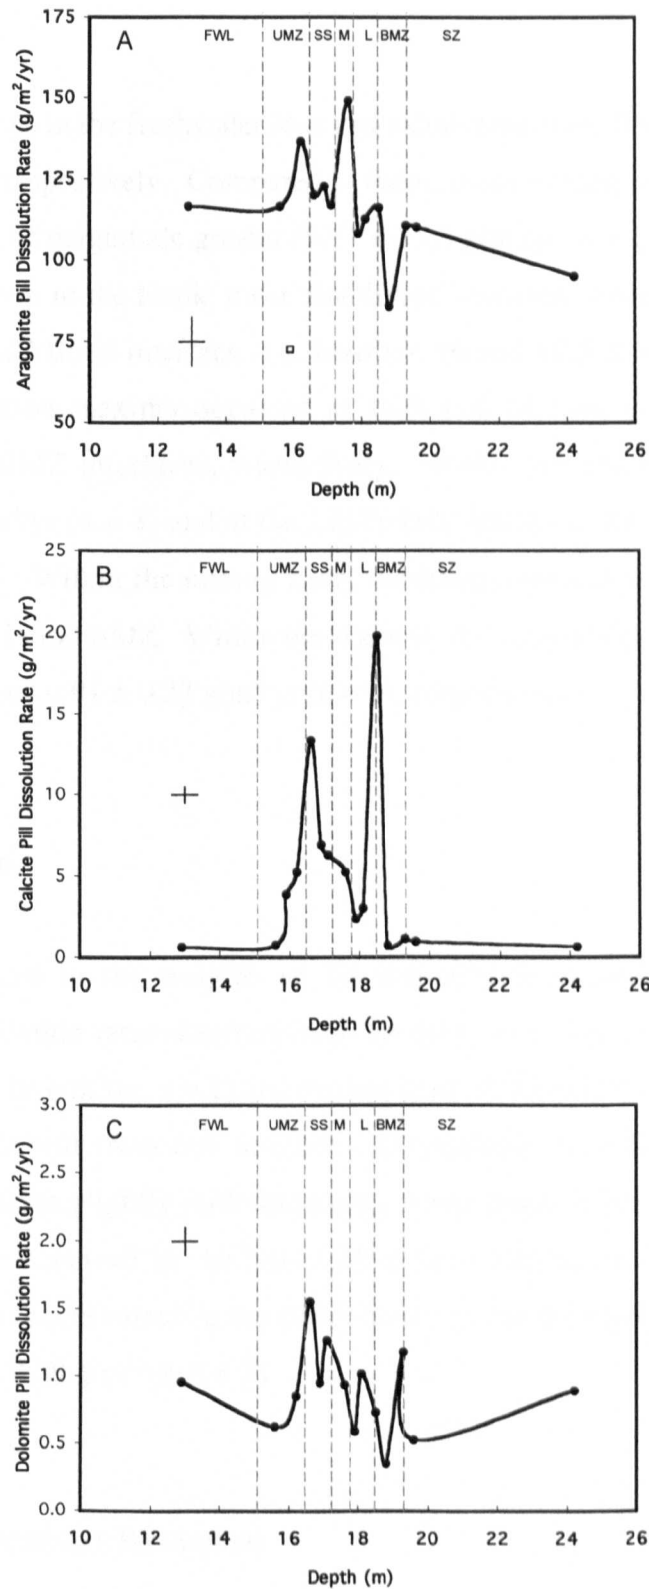 A
FWL UMZ SS M L BMZ SZ
Aragonite Pill Dissolution Rate (g/m²/yr)
175
150
125
100
75
50
10 12 14 16 18 20 22 24 26
Depth (m)
B
FWL UMZ SS M L BMZ SZ
Calcite Pill Dissolution Rate (g/m²/yr)
25
20
15
10
5
0
10 12 14 16 18 20 22 24 26
Depth (m)
C
FWL UMZ SS M L BMZ SZ
Dolomite Pill Dissolution Rate (g/m²/yr)
3.0
2.5
2.0
1.5
1.0
0.5
0.0
10 12 14 16 18 20 22 24 26
Depth (m)